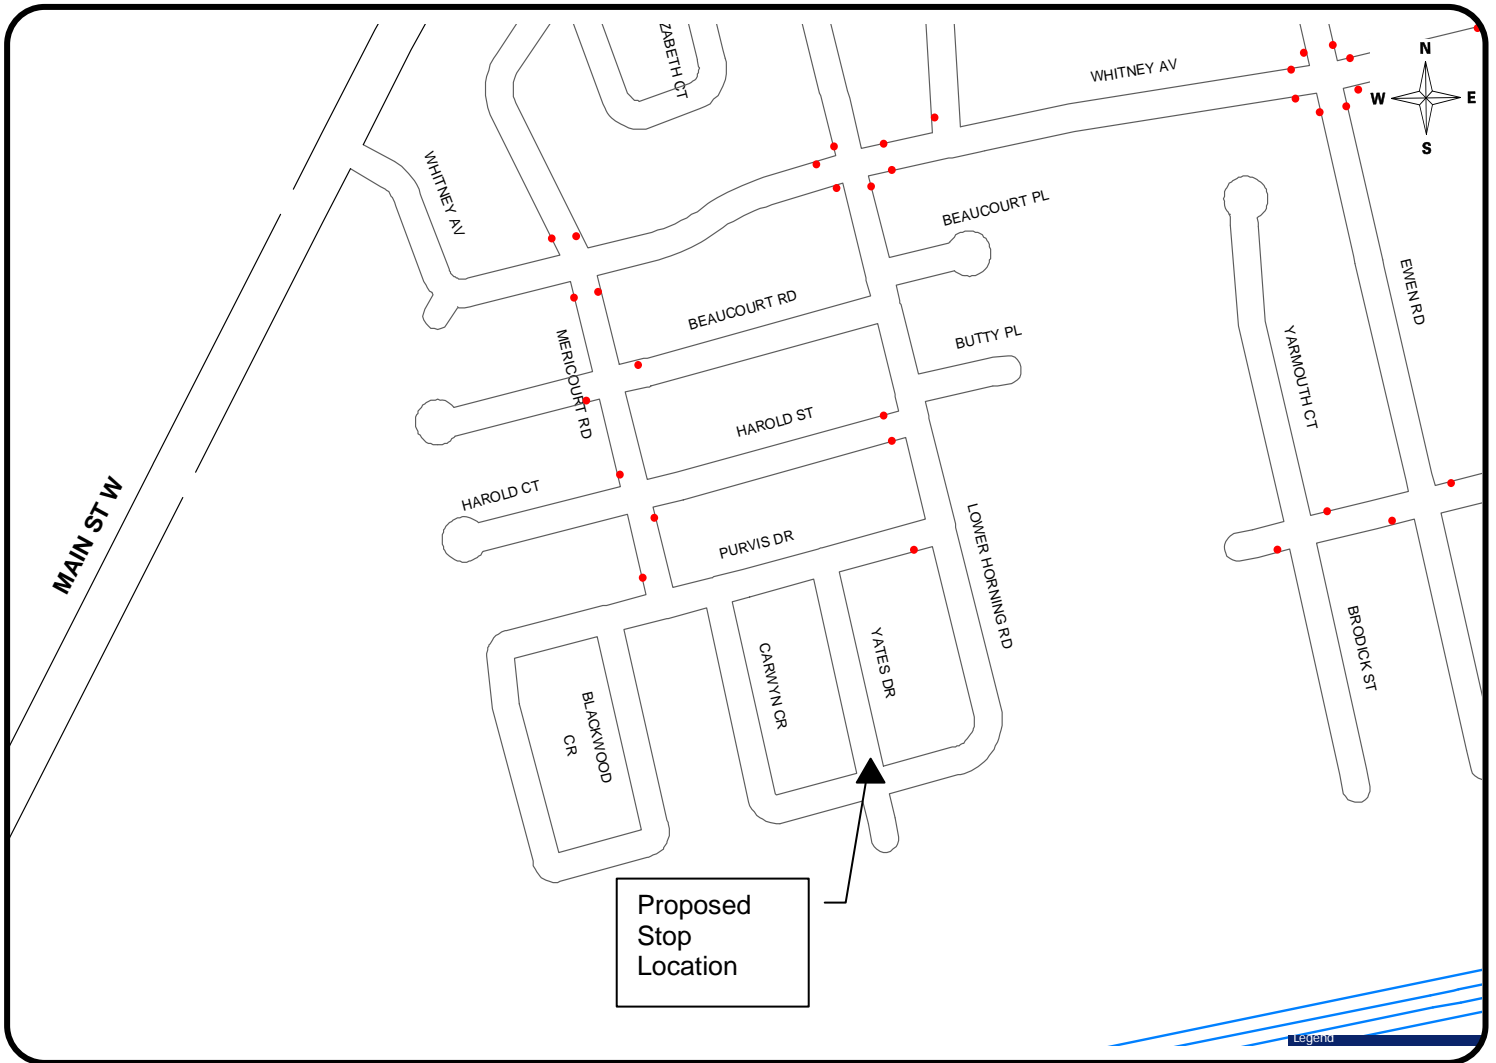 ZABETH CT
N
WHITNEY AV
W
E
S
WHITNEY AV
BEAUCOURT PL
EWEN RD
BEAUCOURT RD
BUTTY PL
MERICOURT RD
YARMOUTH CT
HAROLD ST
MAIN ST W
HAROLD CT
LOWER HORNING RD
PURVIS DR
BRODICK ST
YATES DR
CARWYN CR
BLACKWOOD
CR
Proposed
Stop
Location
Legend